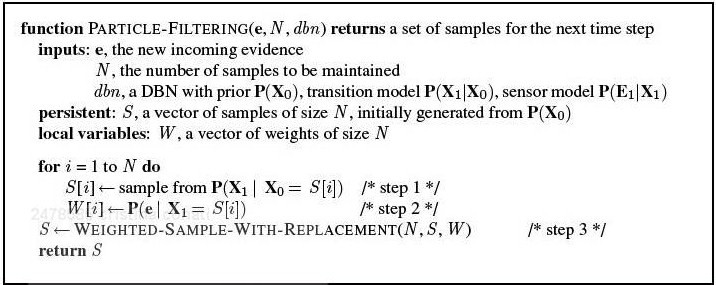 function PARTICLE-FILTERING(e, N, dbn) returns a set of samples for the next time step
inputs: e, the new incoming evidence
N, the number of samples to be maintained
dbn, a DBN with prior P(X₀), transition model P(X₁|X₀), sensor model P(E₁|X₁)
persistent: S, a vector of samples of size N, initially generated from P(X₀)
local variables: W, a vector of weights of size N
for i = 1 to N do
S[i] ← sample from P(X₁ | X₀ = S[i]) /* step 1 */
W[i] ← P(e | X₁ = S[i]) /* step 2 */
S ← WEIGHTED-SAMPLE-WITH-REPLACEMENT(N, S, W) /* step 3 */
return S